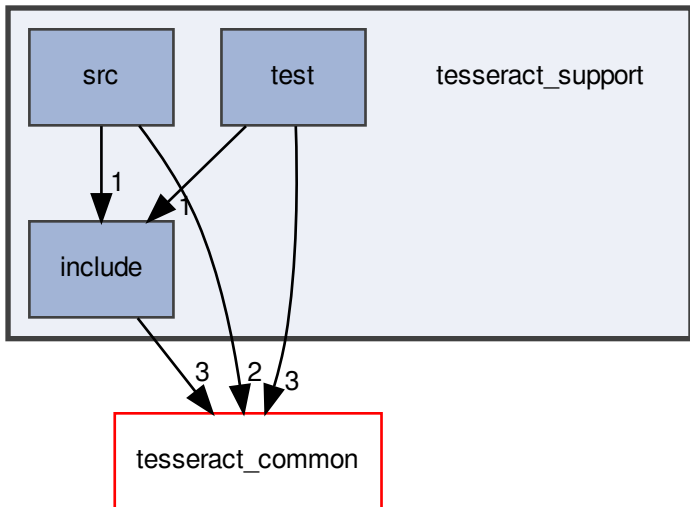 src
test
tesseract_support
1
1
include
3
2
3
tesseract_common